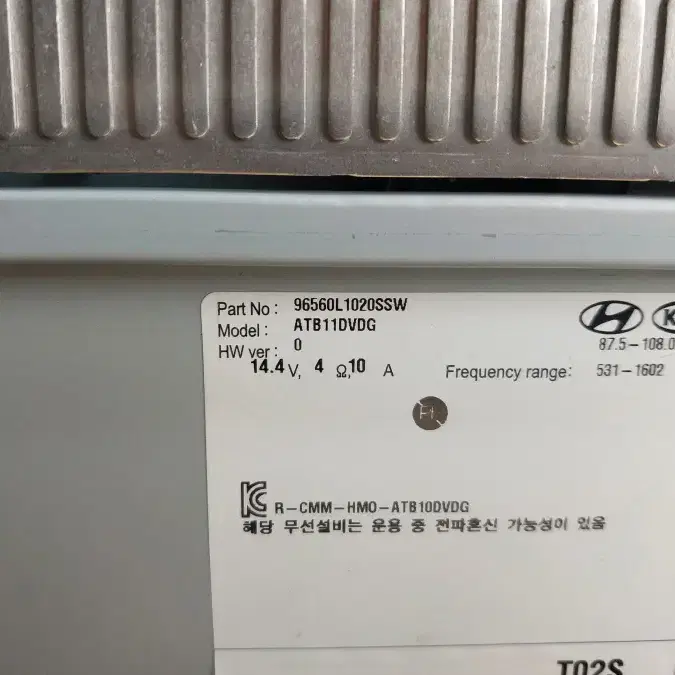 Part No : 96560L1020SSW
Model : ATB11DVDG
HW ver : 0
87.5-108.0
14.4 V, 4 Ω, 10 A Frequency range: 531-1602
R-CMM-HMO-ATB10DVDG
해당 무선설비는 운용 중 전파혼신 가능성이 있음
T02S